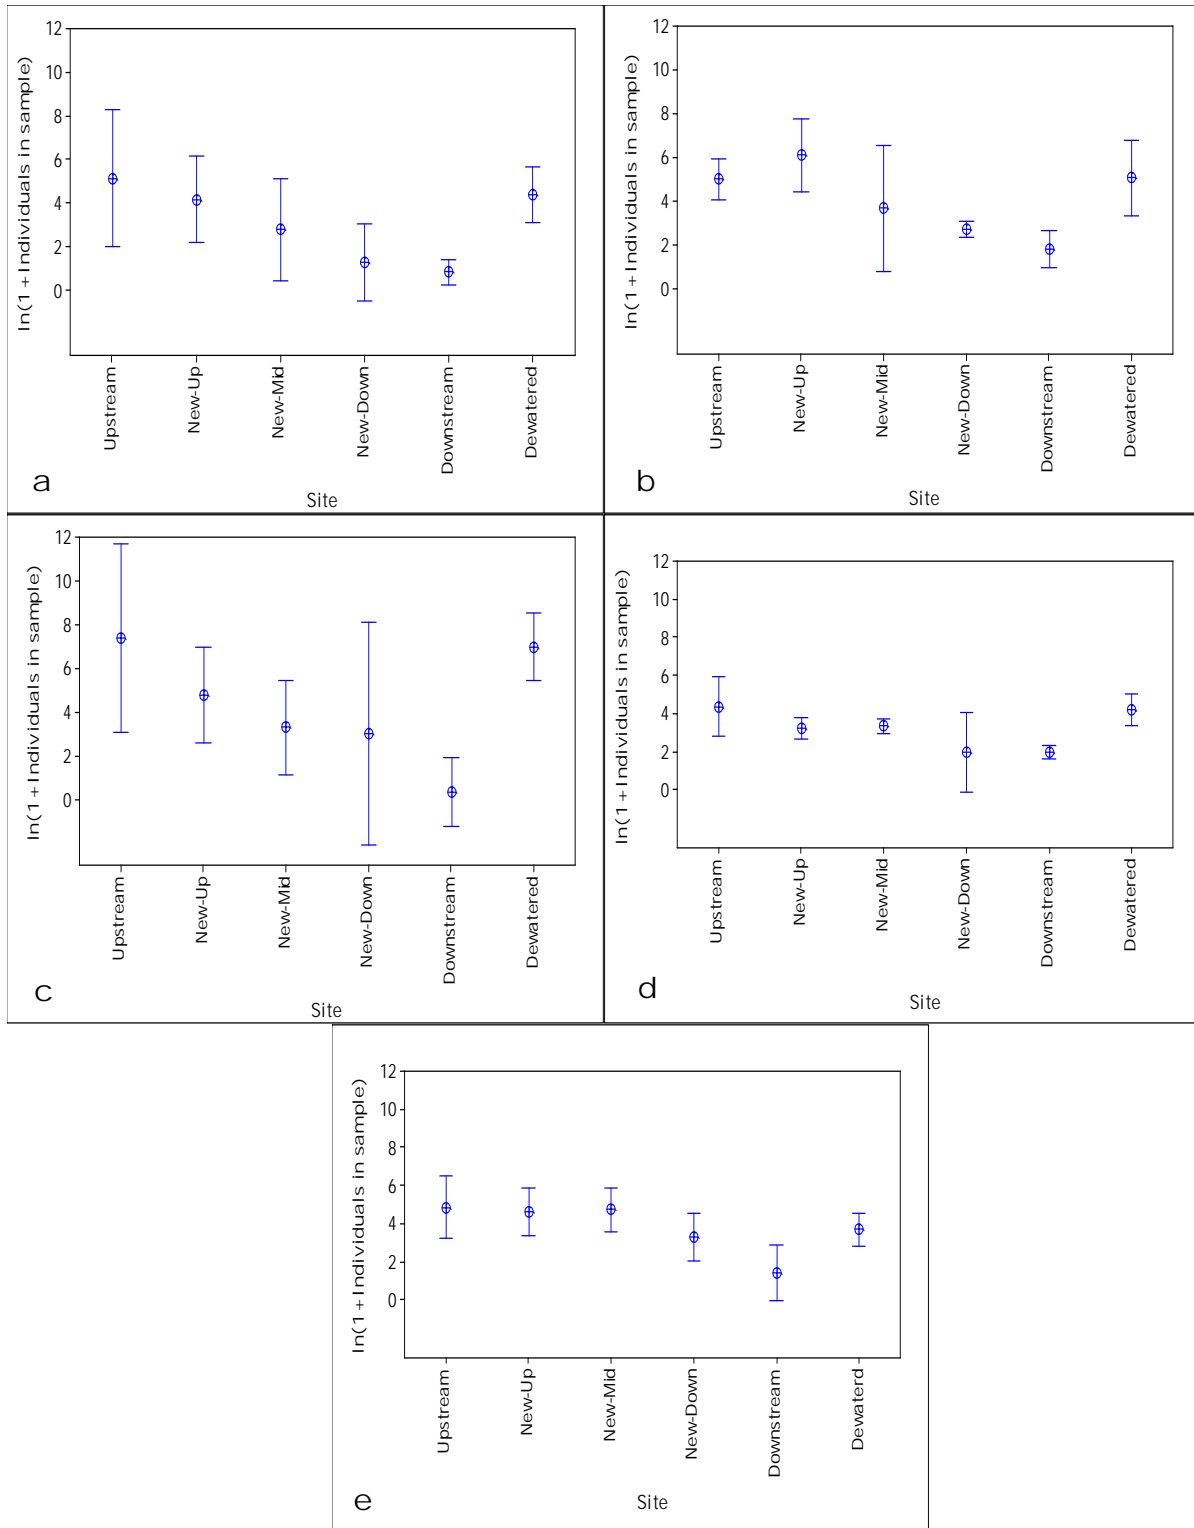 12
10
8
6
4
2
0
ln(1+Individuals in sample)
Upstream
New-Up
New-Mid
New-Down
Downstream
Dewatered
Site
a
12
10
8
6
4
2
0
ln(1+Individuals in sample)
Upstream
New-Up
New-Mid
New-Down
Downstream
Dewatered
Site
b
12
10
8
6
4
2
0
ln(1+Individuals in sample)
Upstream
New-Up
New-Mid
New-Down
Downstream
Dewatered
Site
c
12
10
8
6
4
2
0
ln(1+Individuals in sample)
Upstream
New-Up
New-Mid
New-Down
Downstream
Dewatered
Site
d
12
10
8
6
4
2
0
ln(1+Individuals in sample)
Upstream
New-Up
New-Mid
New-Down
Downstream
Dewaterd
Site
e